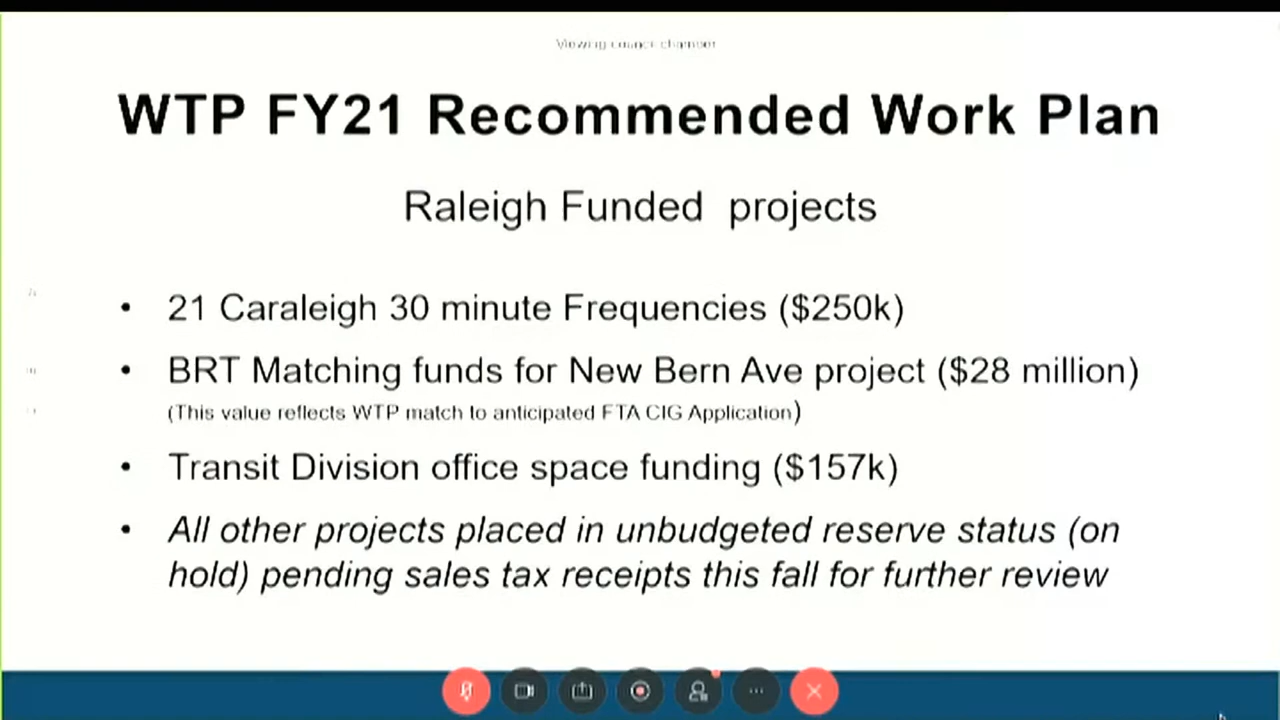 Viewing council chamber
WTP FY21 Recommended Work Plan
Raleigh Funded projects
• 21 Caraleigh 30 minute Frequencies ($250k)
• BRT Matching funds for New Bern Ave project ($28 million)
(This value reflects WTP match to anticipated FTA CIG Application)
• Transit Division office space funding ($157k)
• All other projects placed in unbudgeted reserve status (on
hold) pending sales tax receipts this fall for further review